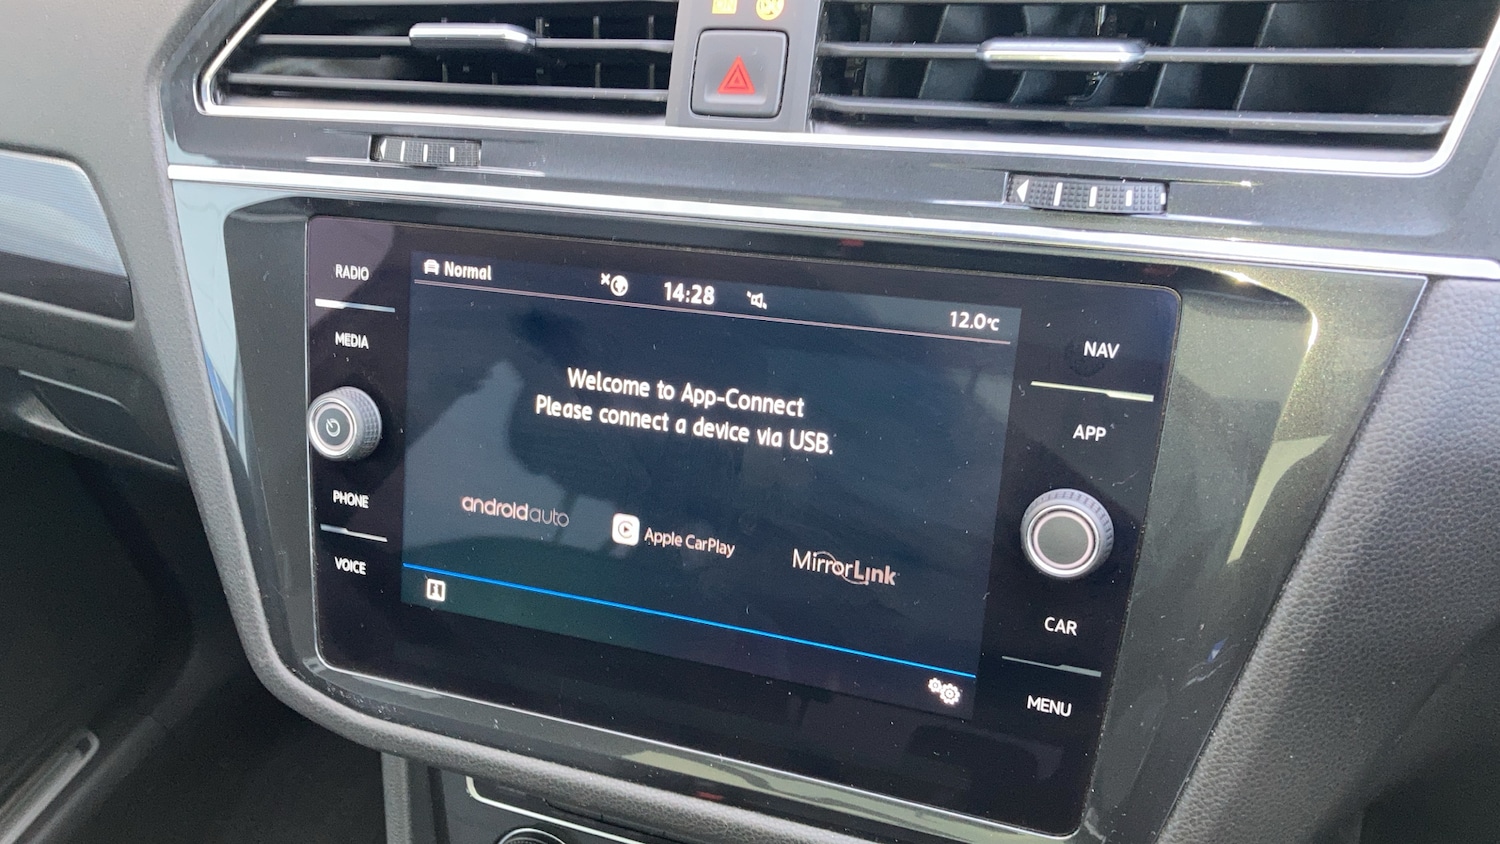 RADIO
MEDIA
PHONE
VOICE
Normal
14:28
12.0°C
Welcome to App-Connect
Please connect a device via USB.
androidauto
Apple CarPlay
MirrorLink
NAV
APP
CAR
MENU